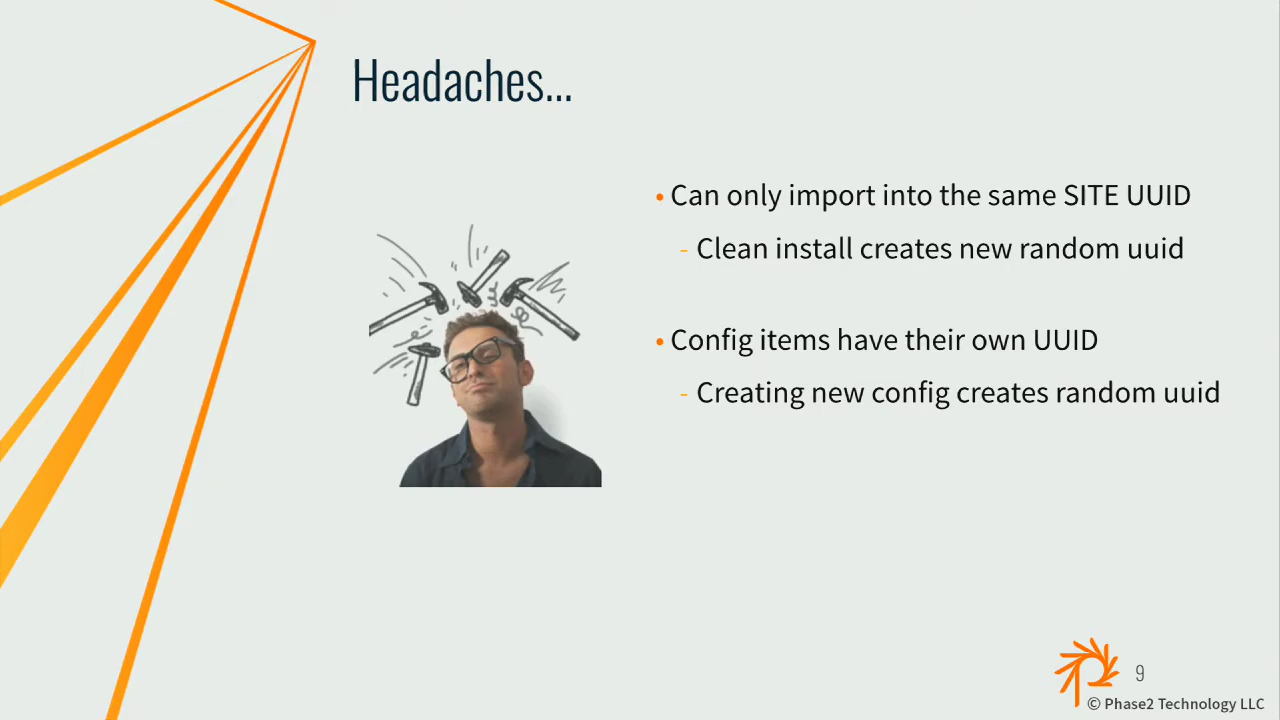 Headaches...
• Can only import into the same SITE UUID
- Clean install creates new random uuid
• Config items have their own UUID
- Creating new config creates random uuid
9
© Phase2 Technology LLC